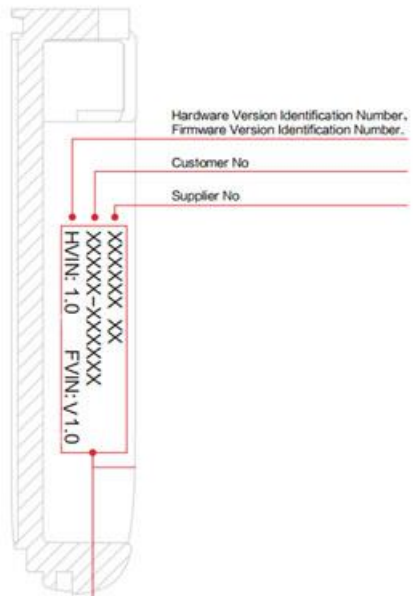 Hardware Version Identification Number.
Firmware Version Identification Number.
Customer No
Supplier No
XXXXXX XX
XXXXX-XXXXXX
HVIN: 1.0 FVIN: V1.0